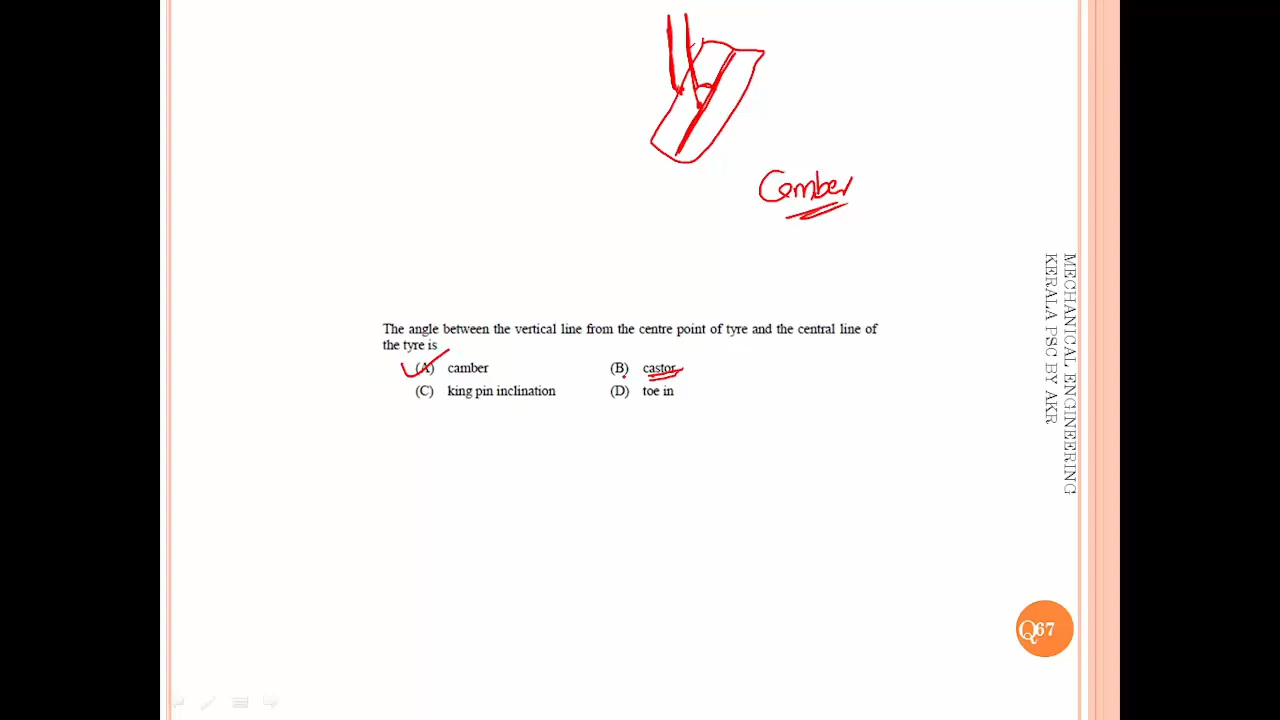 Camber
The angle between the vertical line from the centre point of tyre and the central line of
the tyre is
(A) camber (B) castor
(C) king pin inclination (D) toe in
MECHANICAL ENGINEERING
KERALA PSC BY AKR
Q67